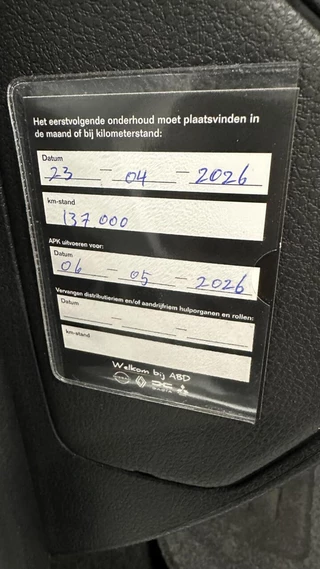 Het eerstvolgende onderhoud moet plaatsvinden in
de maand of bij kilometerstand:
Datum
23 - 04 - 2026
km-stand
137.000
APK uitvoeren voor:
Datum
06 - 05 - 2026
Vervangen distributieriem en/of aandrijfriem hulporganen en rollen:
Datum
km-stand
Welkom bij ABD